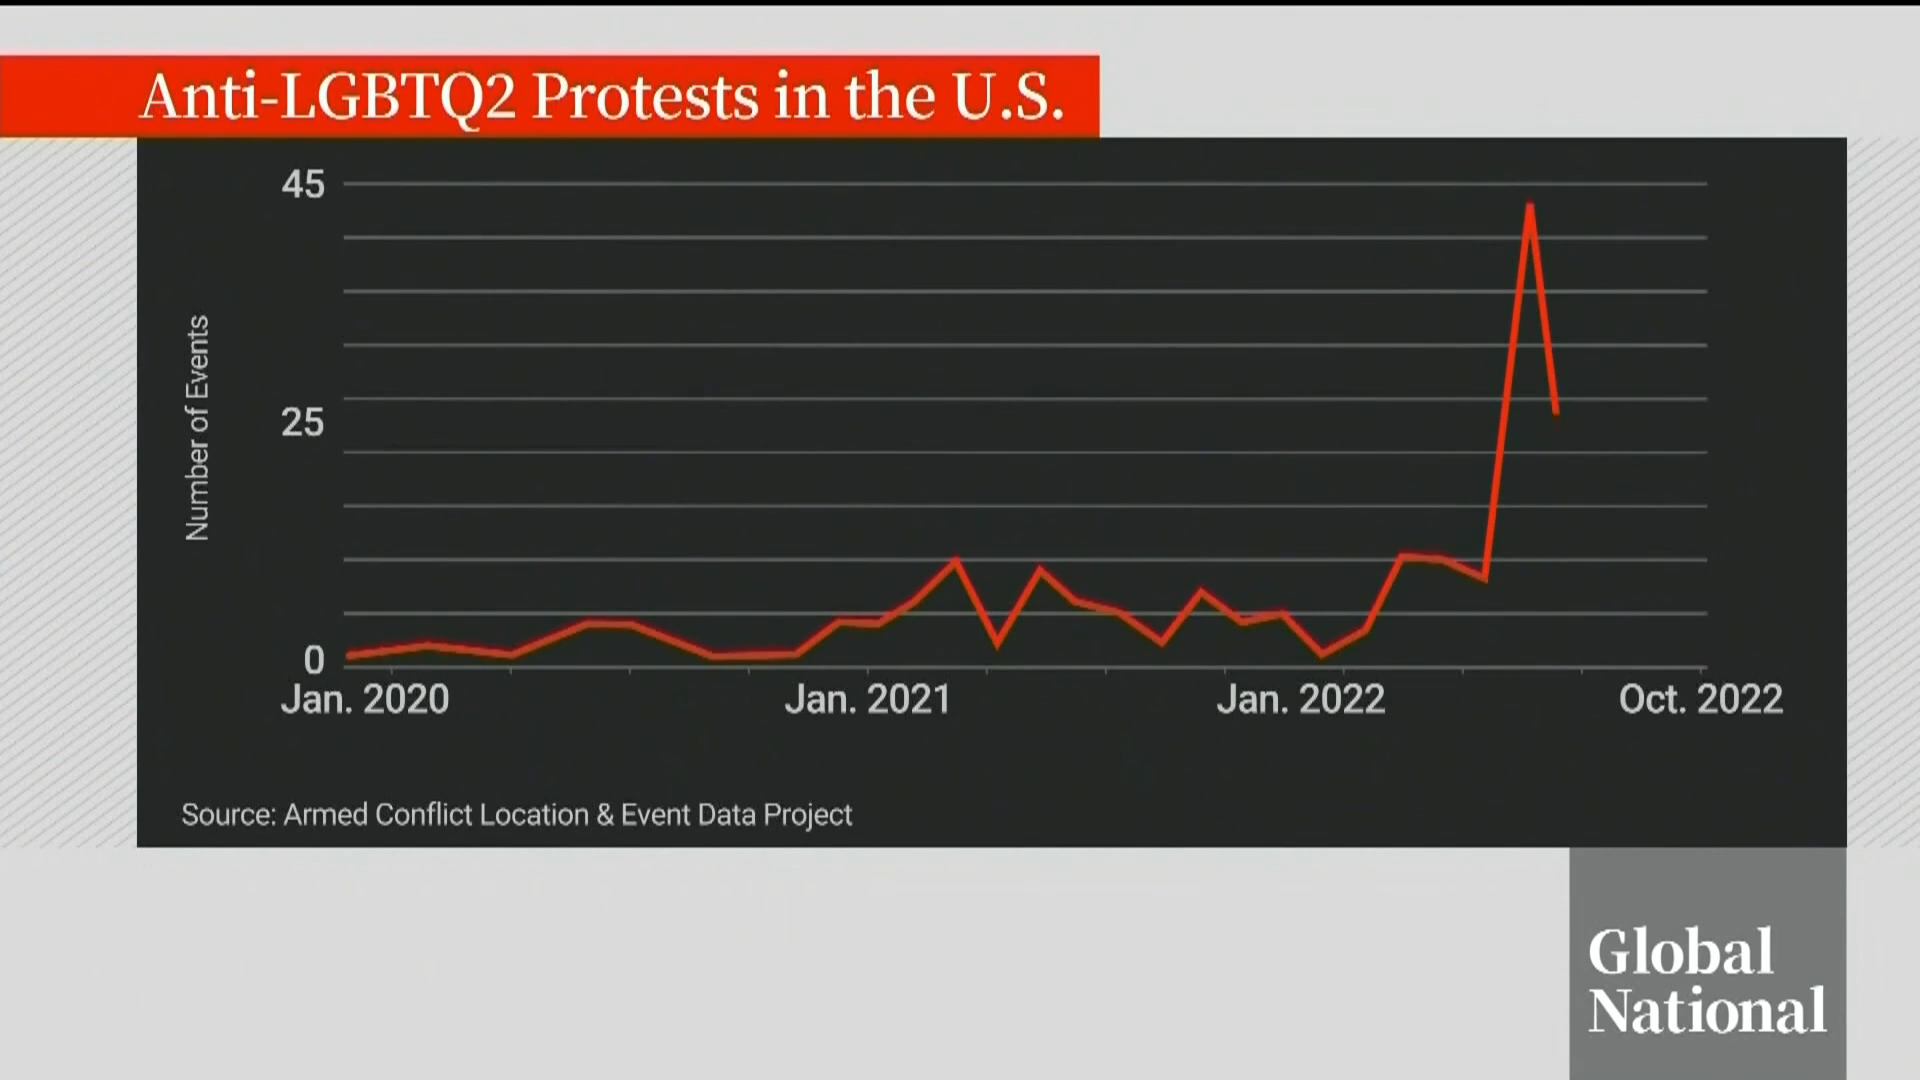 Anti-LGBTQ2 Protests in the U.S.
45
25
0
Number of Events
Jan. 2020 Jan. 2021 Jan. 2022 Oct. 2022
Source: Armed Conflict Location & Event Data Project
Global
National